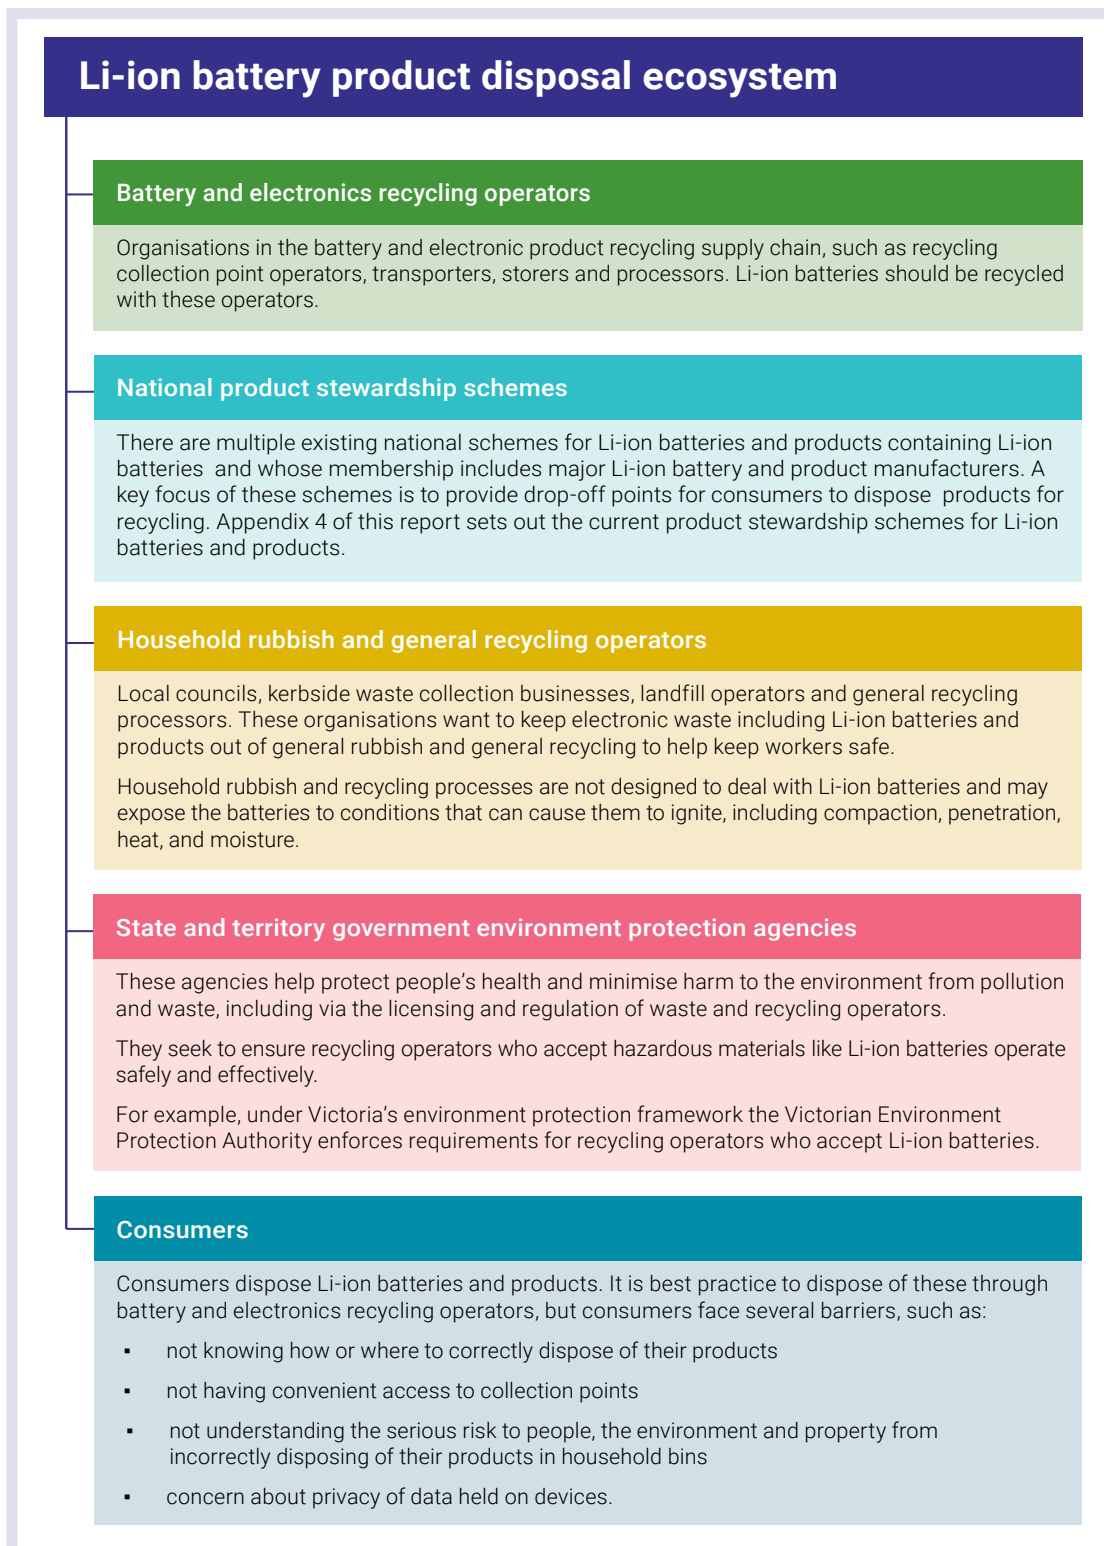 Li-ion battery product disposal ecosystem
Battery and electronics recycling operators
Organisations in the battery and electronic product recycling supply chain, such as recycling
collection point operators, transporters, storers and processors. Li-ion batteries should be recycled
with these operators.
National product stewardship schemes
There are multiple existing national schemes for Li-ion batteries and products containing Li-ion
batteries  and whose membership includes major Li-ion battery and product manufacturers. A
key focus of these schemes is to provide drop-off points for consumers to dispose  products for
recycling. Appendix 4 of this report sets out the current product stewardship schemes for Li-ion
batteries and products.
Household rubbish and general recycling operators
Local councils, kerbside waste collection businesses, landfill operators and general recycling
processors. These organisations want to keep electronic waste including Li-ion batteries and
products out of general rubbish and general recycling to help keep workers safe.
Household rubbish and recycling processes are not designed to deal with Li-ion batteries and may
expose the batteries to conditions that can cause them to ignite, including compaction, penetration,
heat, and moisture.
State and territory government environment protection agencies
These agencies help protect people’s health and minimise harm to the environment from pollution
and waste, including via the licensing and regulation of waste and recycling operators.
They seek to ensure recycling operators who accept hazardous materials like Li-ion batteries operate
safely and effectively.
For example, under Victoria’s environment protection framework the Victorian Environment
Protection Authority enforces requirements for recycling operators who accept Li-ion batteries.
Consumers
Consumers dispose Li-ion batteries and products. It is best practice to dispose of these through
battery and electronics recycling operators, but consumers face several barriers, such as:
▪ not knowing how or where to correctly dispose of their products
▪ not having convenient access to collection points
▪ not understanding the serious risk to people, the environment and property from
incorrectly disposing of their products in household bins
▪ concern about privacy of data held on devices.